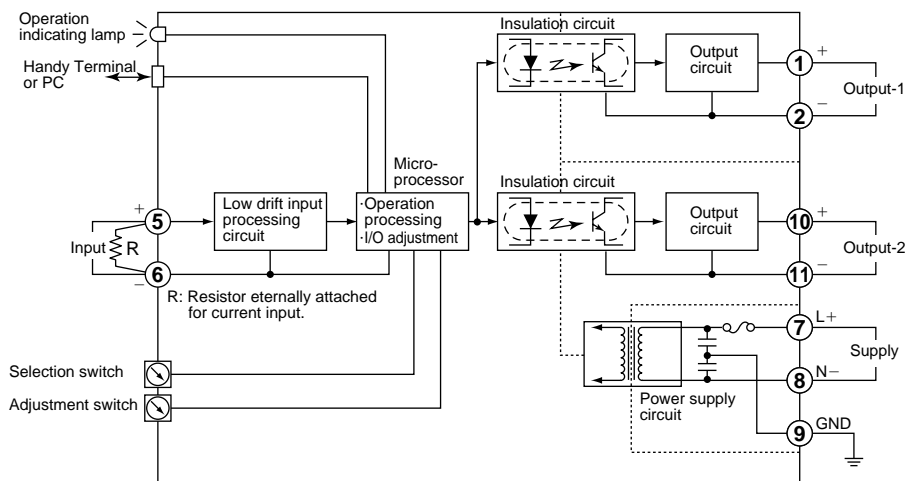 Operation
indicating lamp
Handy Terminal
or PC
Insulation circuit
Output
circuit
1
+
2
−
Output-1
Micro-
processor
·Operation
processing
·I/O adjustment
Low drift input
processing
circuit
+
5
Input
R
6
−
R: Resistor eternally attached
for current input.
Insulation circuit
Output
circuit
10
+
11
−
Output-2
7
L+
Supply
8
N−
Power supply
circuit
9
GND
Selection switch
Adjustment switch